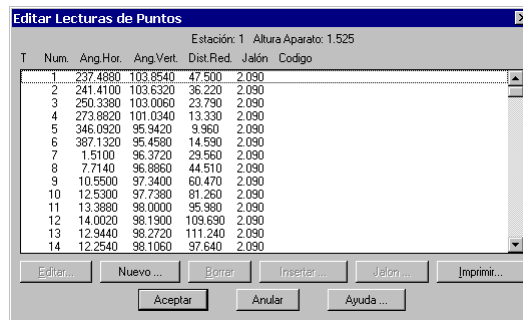 Editar Lecturas de Puntos
Estación: 1 Altura Aparato: 1.525
T Num. Ang.Hor. Ang.Vert. Dist.Red. Jalón Codigo
1 237.4880 103.8540 47.500 2.090
2 241.4100 103.6320 36.220 2.090
3 250.3380 103.0060 23.790 2.090
4 273.8820 101.0340 13.330 2.090
5 346.0920 95.9420 9.960 2.090
6 387.1320 95.4580 14.590 2.090
7 1.5100 96.3720 29.560 2.090
8 7.7140 96.8860 44.510 2.090
9 10.5500 97.3400 60.470 2.090
10 12.5300 97.7380 81.260 2.090
11 13.3880 98.0000 95.980 2.090
12 14.0020 98.1900 109.690 2.090
13 12.9440 98.2720 111.240 2.090
14 12.2540 98.1060 97.640 2.090
Editar... Nuevo ... Borrar Insertar ... Jalon ... Imprimir...
Aceptar Anular Ayuda ...